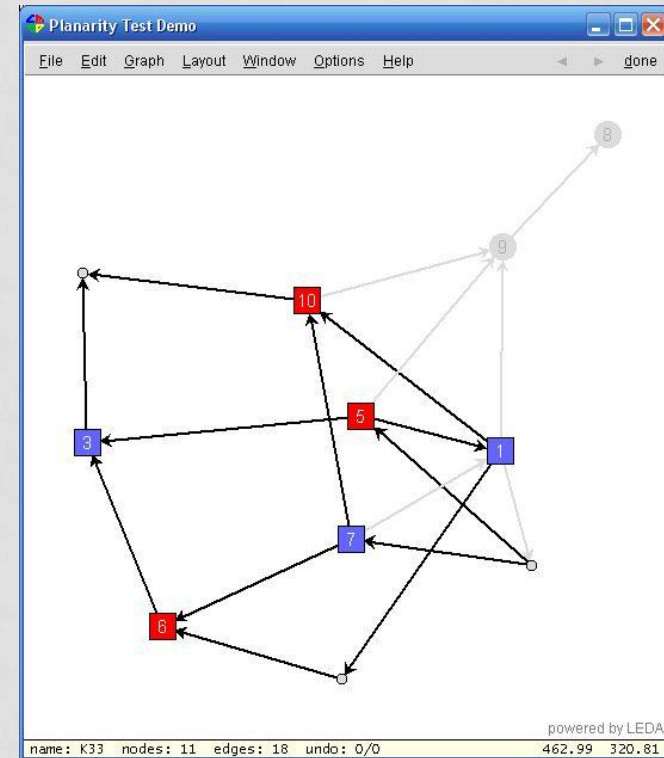 Planarity Test Demo
File Edit Graph Layout Window Options Help done
8
9
10
5
3
1
7
6
powered by LEDA
name: K33 nodes: 11 edges: 18 undo: 0/0 462.99 320.81